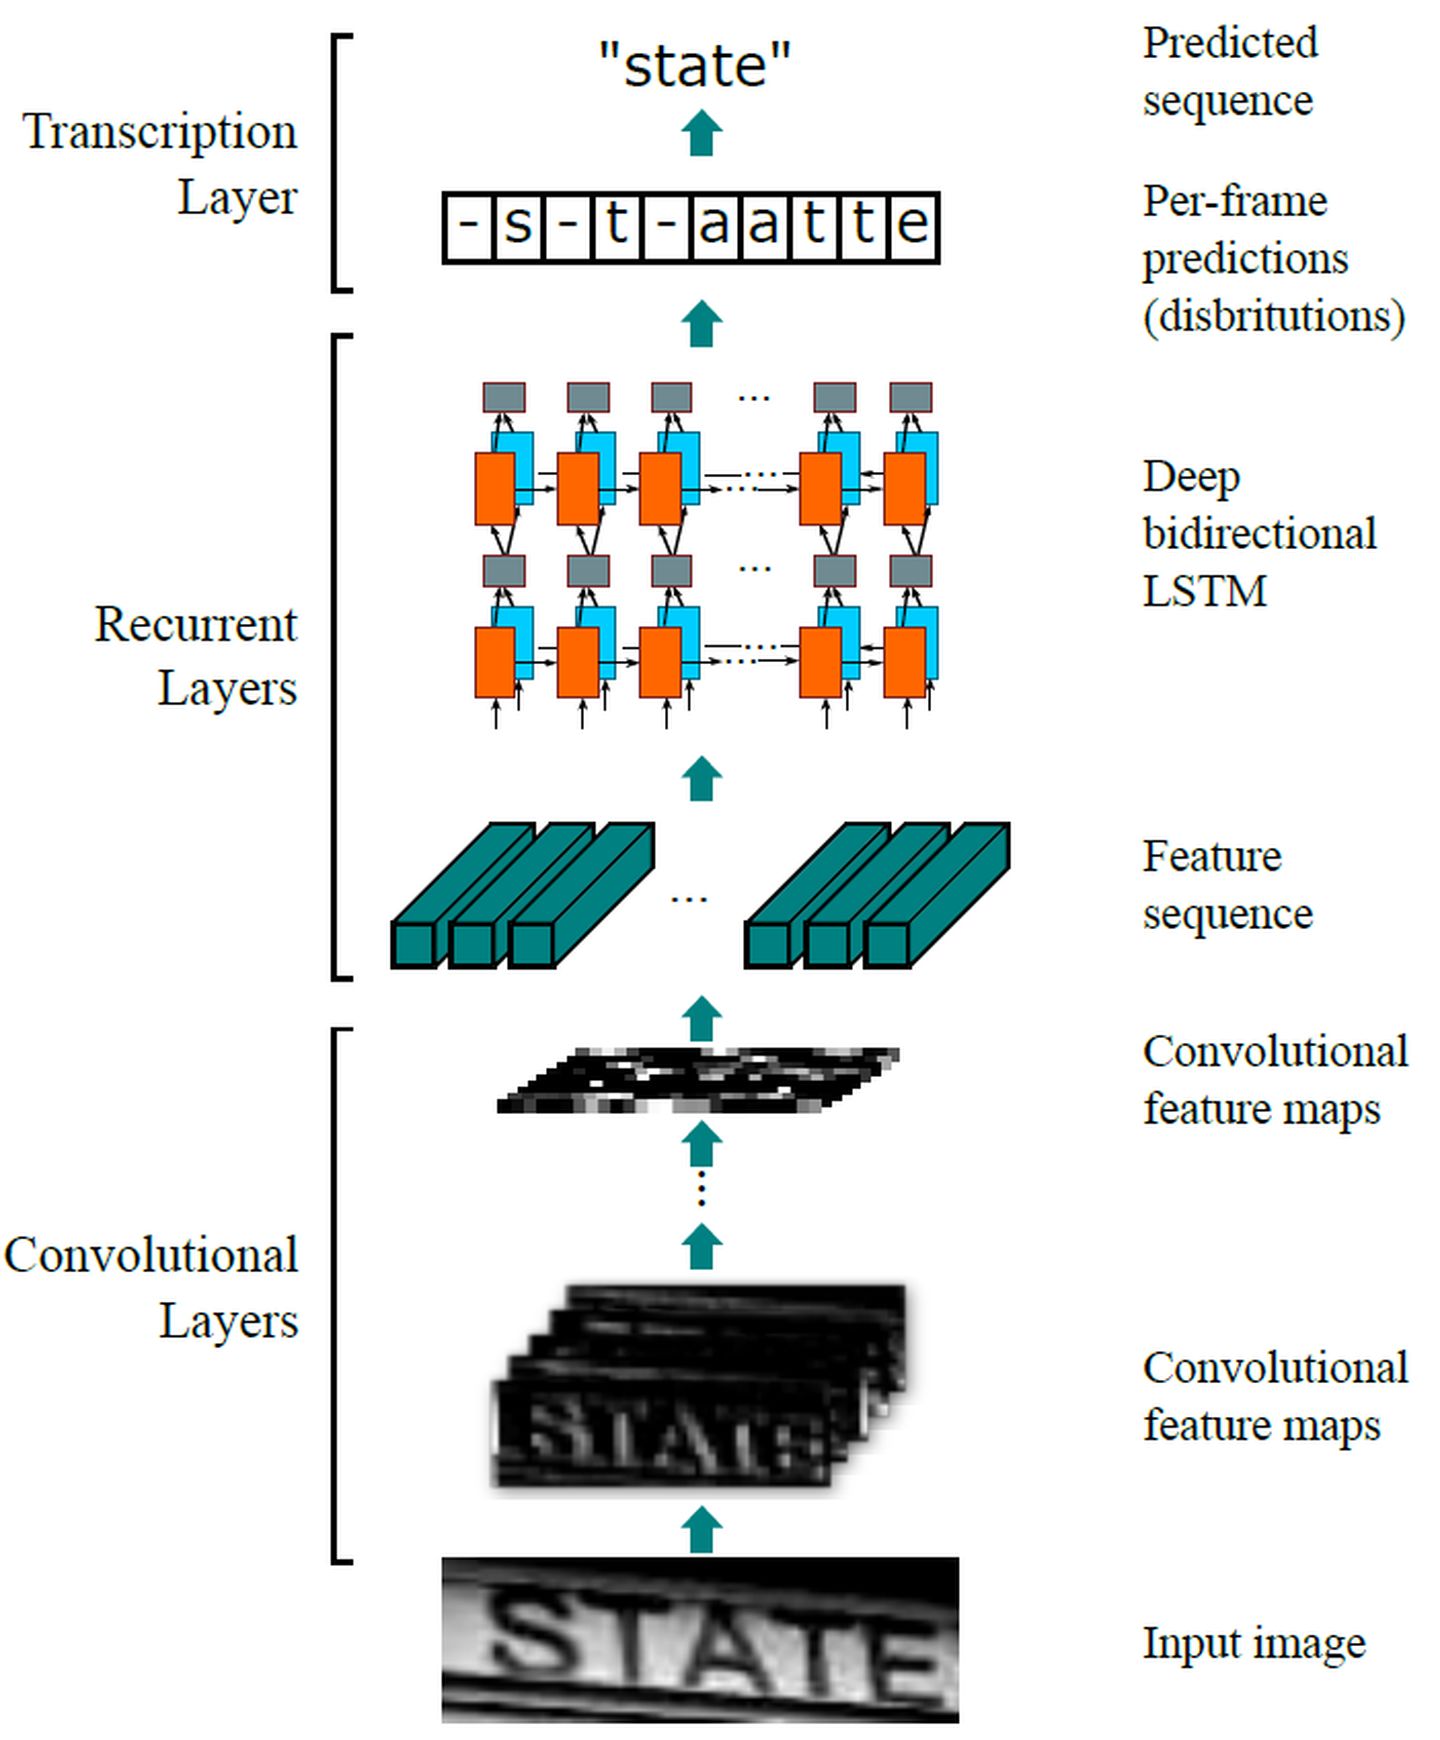 "state"
Predicted
sequence
Transcription
Layer
-s-t-aatte
Per-frame
predictions
(disbritutions)
...
...
Deep
bidirectional
LSTM
Recurrent
Layers
...
Feature
sequence
Convolutional
feature maps
Convolutional
Layers
STATE
Convolutional
feature maps
STATE
Input image